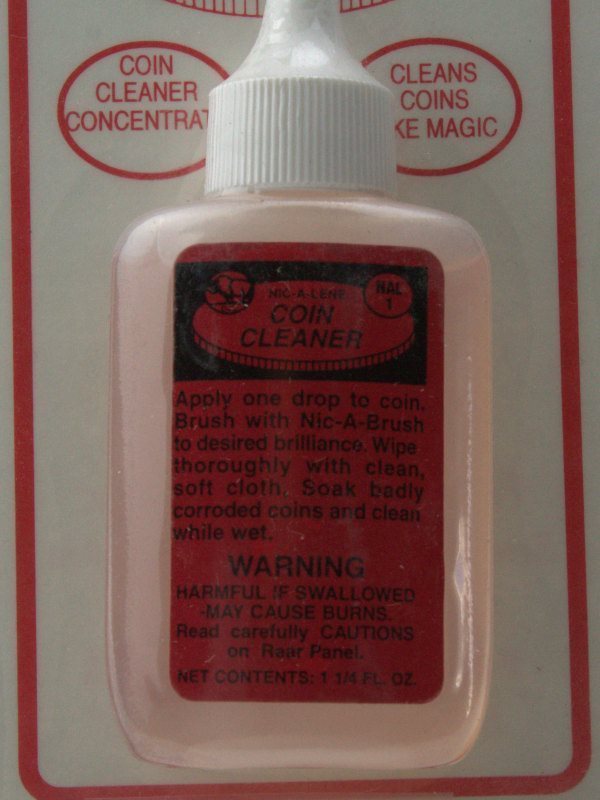 COIN
CLEANER
CONCENTRAT
CLEANS
COINS
KE MAGIC
NIC-A-LENE
COIN
CLEANER
NAL
1
Apply one drop to coin.
Brush with Nic-A-Brush
to desired brilliance. Wipe
thoroughly with clean,
soft cloth. Soak badly
corroded coins and clean
while wet.
WARNING
HARMFUL IF SWALLOWED
-MAY CAUSE BURNS.
Read carefully CAUTIONS
on Rear Panel.
NET CONTENTS: 1 1/4 FL. OZ.